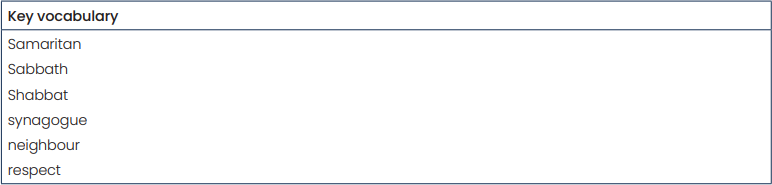 Key vocabulary
Samaritan
Sabbath
Shabbat
synagogue
neighbour
respect